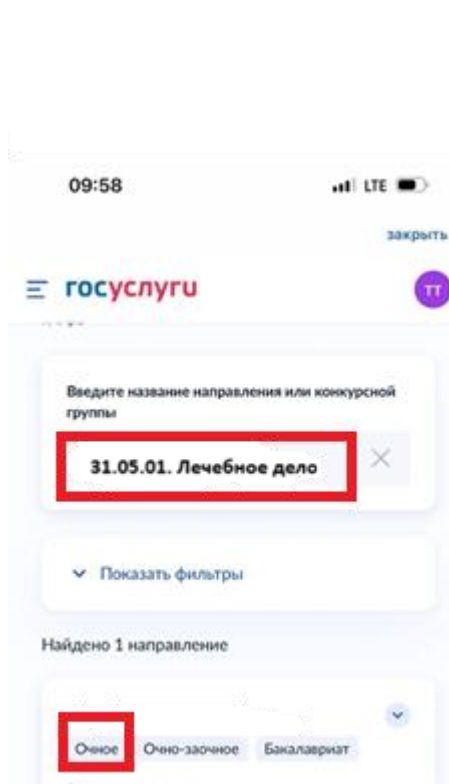 09:58 LTE
закрыть
госуслуги ТТ
Введите название направления или конкурсной
группы
31.05.01. Лечебное дело
Показать фильтры
Найдено 1 направление
Очное Очно-заочное Бакалавриат